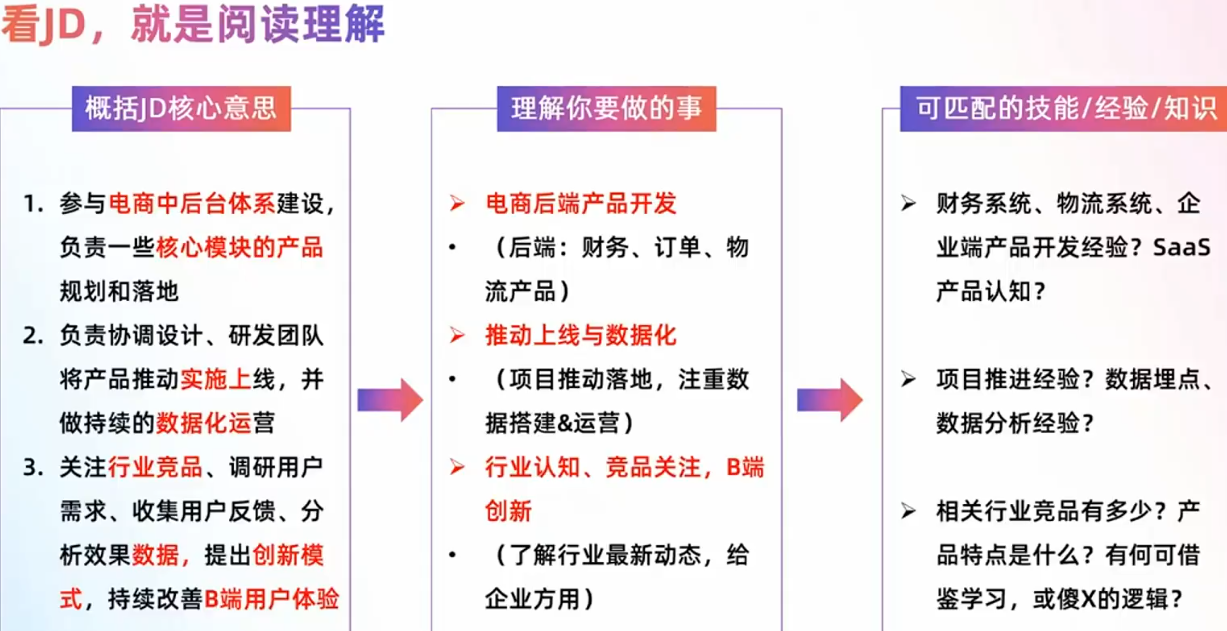 看JD，就是阅读理解
概括JD核心意思
1. 参与电商中后台体系建设，
负责一些核心模块的产品
规划和落地
2. 负责协调设计、研发团队
将产品推动实施上线，并
做持续的数据化运营
3. 关注行业竞品、调研用户
需求、收集用户反馈、分
析效果数据，提出创新模
式，持续改善B端用户体验
理解你要做的事
➢ 电商后端产品开发
• （后端：财务、订单、物
流产品）
➢ 推动上线与数据化
• （项目推动落地，注重数
据搭建&运营）
➢ 行业认知、竞品关注，B端
创新
• （了解行业最新动态，给
企业方用）
可匹配的技能/经验/知识
➢ 财务系统、物流系统、企
业端产品开发经验？SaaS
产品认知？
➢ 项目推进经验？数据埋点、
数据分析经验？
➢ 相关行业竞品有多少？产
品特点是什么？有何可借
鉴学习，或傻X的逻辑？